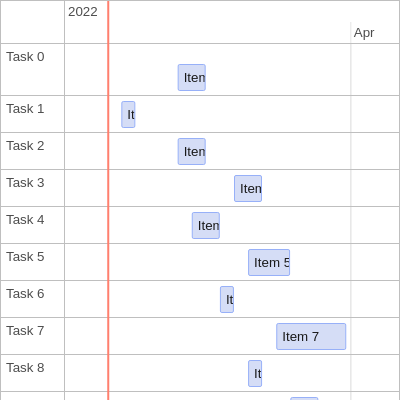 2022
Apr
Task 0
Item
Task 1
It
Task 2
Item
Task 3
Item
Task 4
Item
Task 5
Item 5
Task 6
It
Task 7
Item 7
Task 8
It